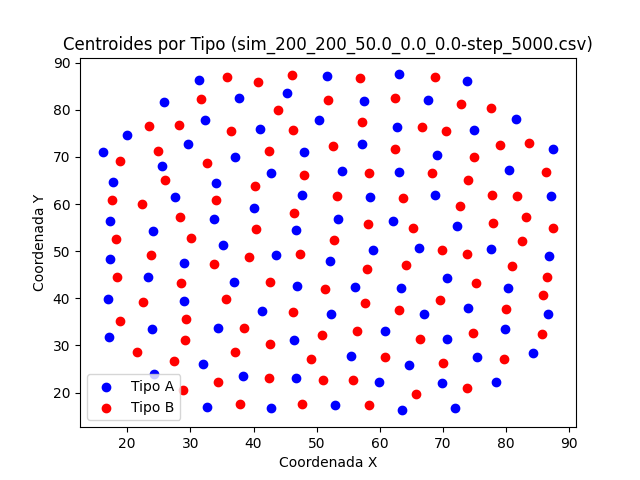 Centroides por Tipo (sim_200_200_50.0_0.0_0.0-step_5000.csv)
90
80
70
60
50
40
30
20
Coordenada Y
Tipo A
Tipo B
20 30 40 50 60 70 80 90
Coordenada X